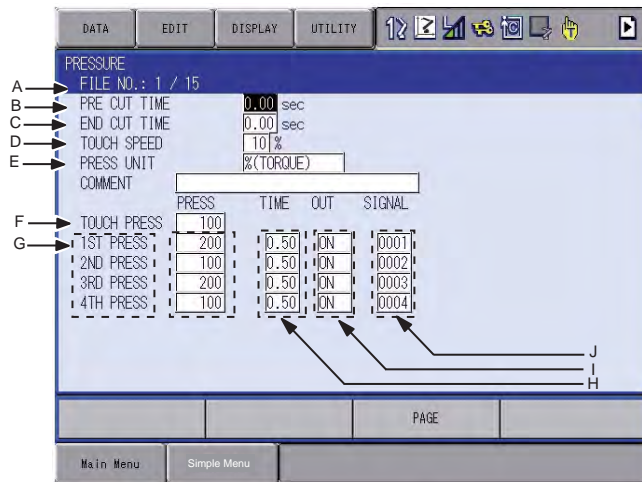 DATA EDIT DISPLAY UTILITY
PRESSURE
A FILE NO.: 1 / 15
B PRE CUT TIME 0.00 sec
C END CUT TIME 0.00 sec
D TOUCH SPEED 10 %
E PRESS UNIT %(TORQUE)
COMMENT
PRESS TIME OUT SIGNAL
F TOUCH PRESS 100
G 1ST PRESS 200 0.50 ON 0001
2ND PRESS 100 0.50 ON 0002
3RD PRESS 200 0.50 ON 0003
4TH PRESS 100 0.50 ON 0004
J
I
H
PAGE
Main Menu Simple Menu